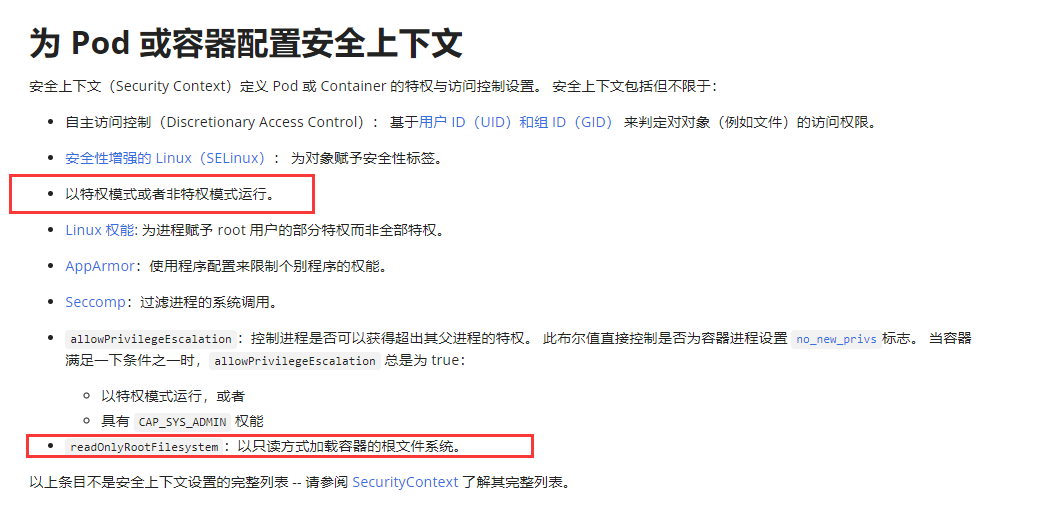 为 Pod 或容器配置安全上下文
安全上下文（Security Context）定义 Pod 或 Container 的特权与访问控制设置。 安全上下文包括但不限于：
自主访问控制（Discretionary Access Control）： 基于用户 ID（UID）和组 ID（GID） 来判定对对象（例如文件）的访问权限。
安全性增强的 Linux（SELinux）： 为对象赋予安全性标签。
以特权模式或者非特权模式运行。
Linux 权能: 为进程赋予 root 用户的部分特权而非全部特权。
AppArmor：使用程序配置来限制个别程序的权能。
Seccomp：过滤进程的系统调用。
allowPrivilegeEscalation：控制进程是否可以获得超出其父进程的特权。 此布尔值直接控制是否为容器进程设置 no_new_privs标志。 当容器
满足一下条件之一时，allowPrivilegeEscalation 总是为 true：
以特权模式运行，或者
具有 CAP_SYS_ADMIN 权能
readOnlyRootFilesystem：以只读方式加载容器的根文件系统。
以上条目不是安全上下文设置的完整列表 -- 请参阅 SecurityContext 了解其完整列表。